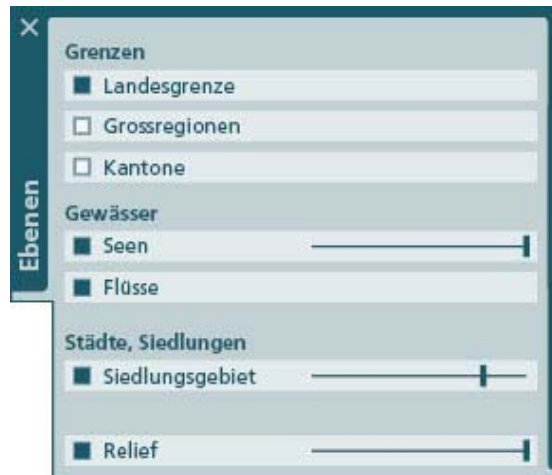 Ebenen
Grenzen
Landesgrenze
Grossregionen
Kantone
Gewässer
Seen
Flüsse
Städte, Siedlungen
Siedlungsgebiet
Relief